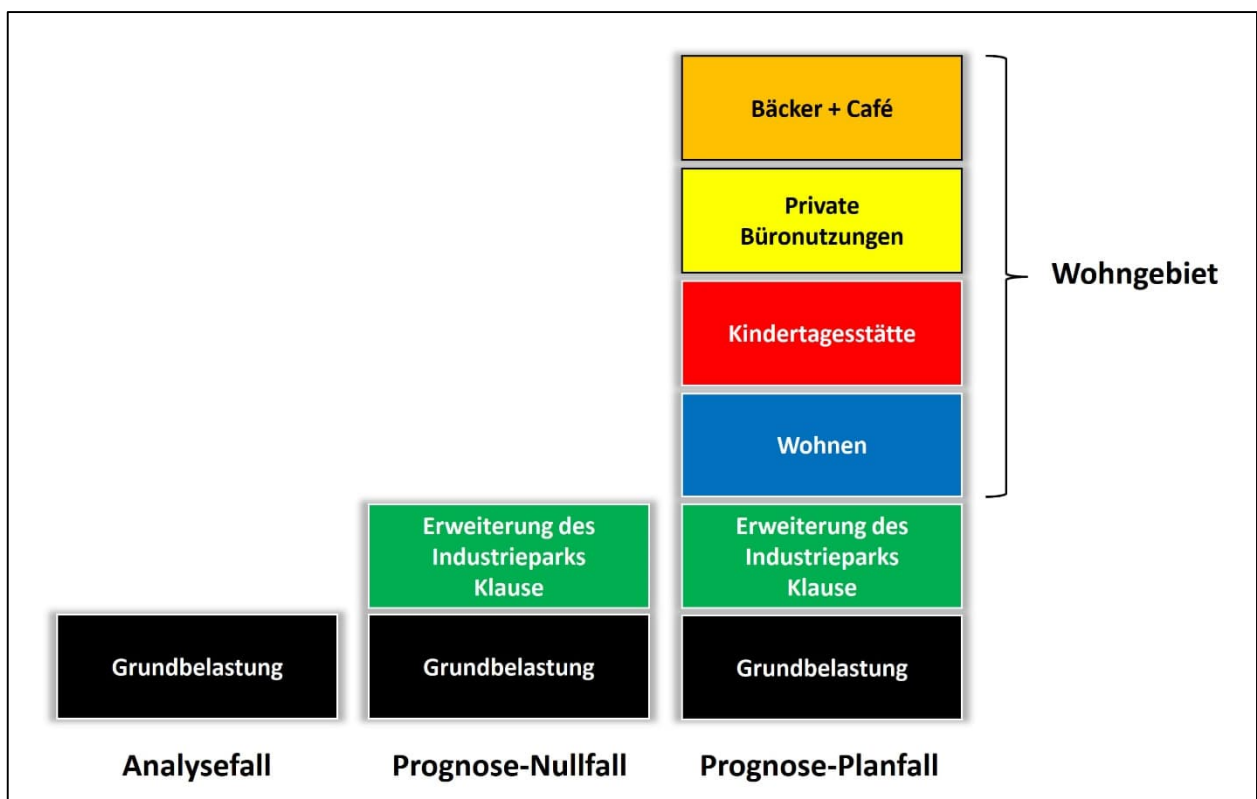 Bäcker + Café
Private
Büronutzungen
Wohngebiet
Kindertagesstätte
Wohnen
Erweiterung des
Industrieparks
Klause
Erweiterung des
Industrieparks
Klause
Grundbelastung
Grundbelastung
Grundbelastung
Analysefall
Prognose-Nullfall
Prognose-Planfall